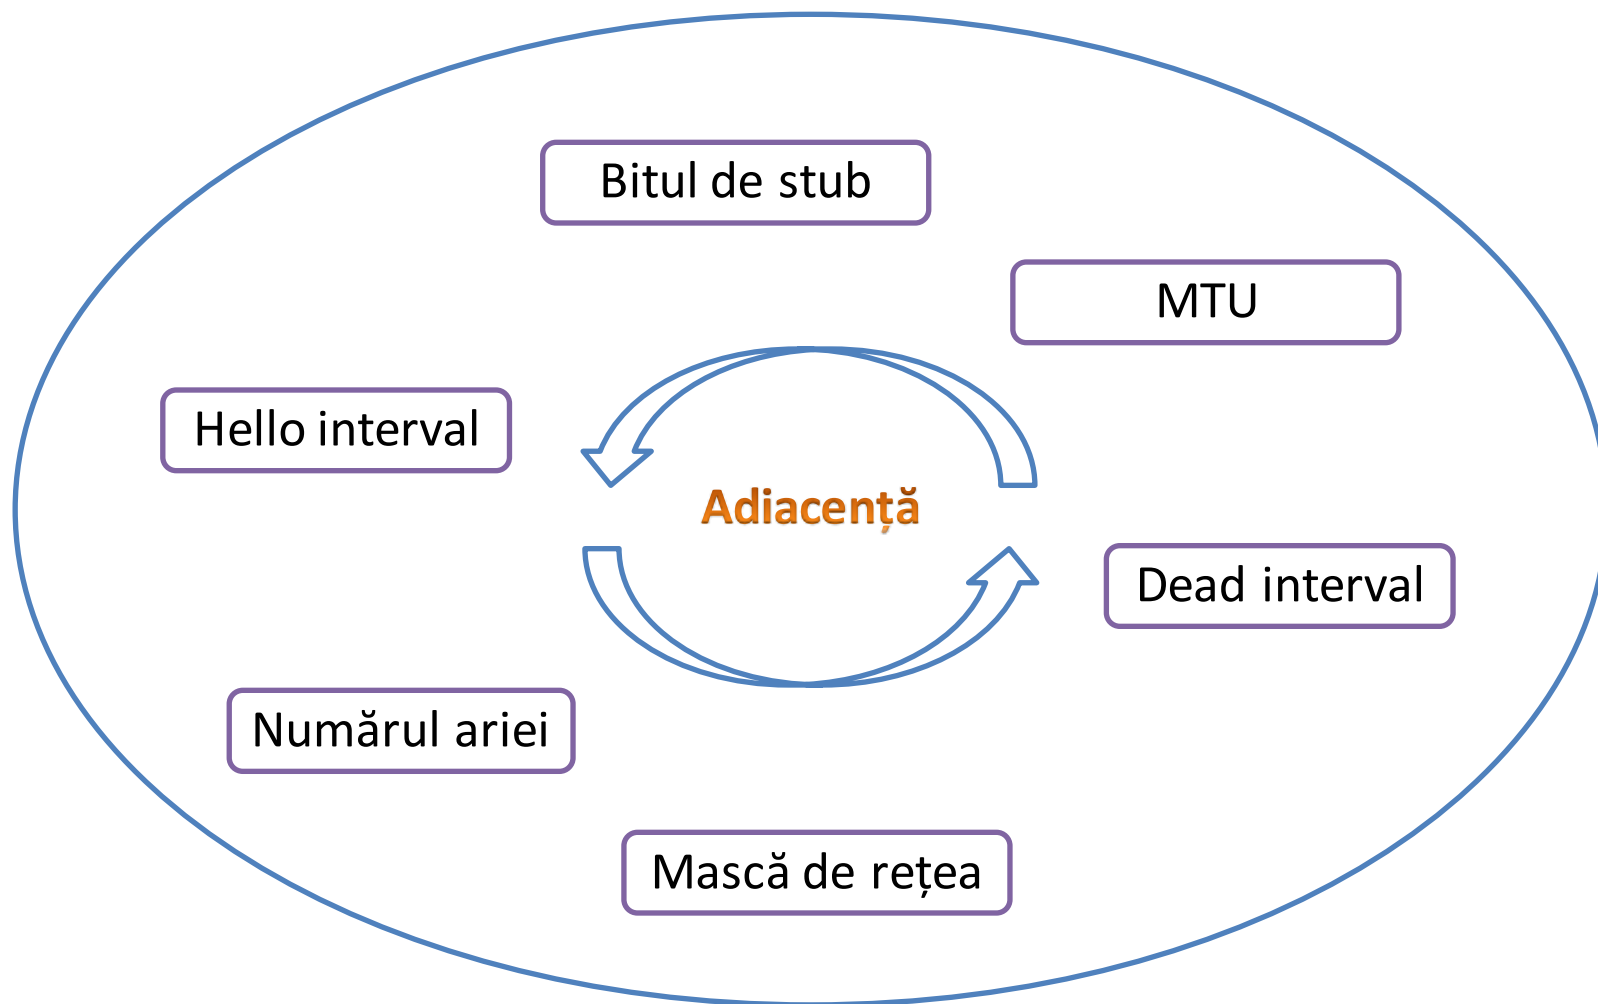 Bitul de stub
MTU
Hello interval
Adiacență
Dead interval
Numărul ariei
Mască de rețea